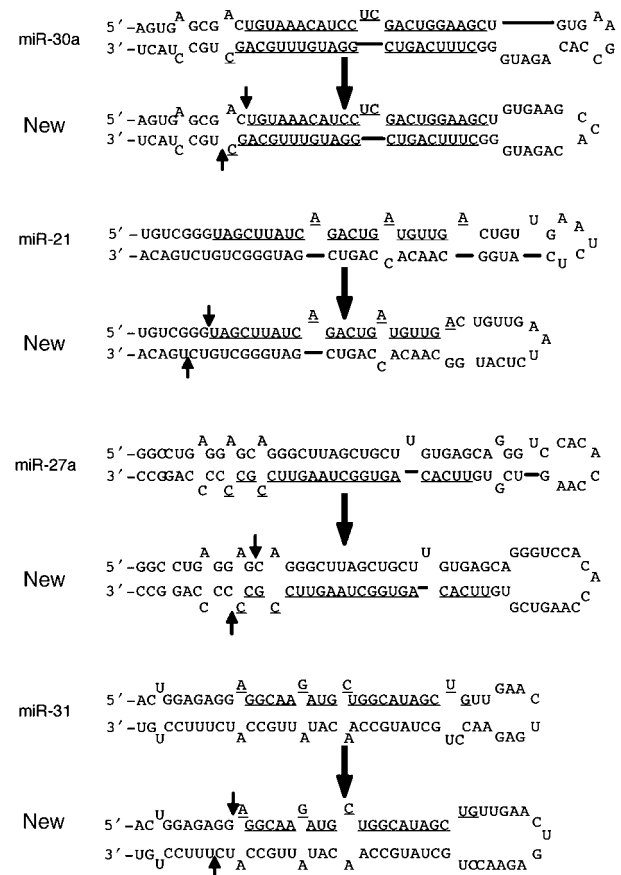 A A UC A
miR-30a 5′-AGUG GCG CUGUAAACAUCC GACUGGAAGCU GUG A
3′-UCAU CGU GACGUUUGUAGG CUGACUUUCGG CAC G
C C GUAGA C
A A UC GUGAAG C
New 5′-AGUG GCG CUGUAAACAUCC GACUGGAAGCU C
3′-UCAU CGU GACGUUUGUAGG CUGACUUUCGG A
C C GUAGAC
A A A U A A
miR-21 5′-UGUCGGGUAGCUUAUC GACUG UGUUG CUGU G U
3′-ACAGUCUGUCGGGUAG CUGAC ACAAC GGUA C U C
C
A A AC UGUUG A
New 5′-UGUCGGGUAGCUUAUC GACUG UGUUG A
3′-ACAGUCUGUCGGGUAG CUGAC ACAAC GG UCUACU
C
A A A U GG U CAC A
miR-27a 5′-GGCCUG GG GC GGGCUUAGCUGCU GUGAGCA C C
3′-CCGGAC CC CG CUUGAAUCGGUGA CACUUGU CU G AAC C
C C C G
A A A U GGGUCCA C
New 5′-GGCCUG GG GC GGGCUUAGCUGCU GUGAGCA A
3′-CCGGAC CC CG CUUGAAUCGGUGA CACUUGU C
C C C CGUGAAC
U A G C U GAA C
miR-31 5′-AC GGAGAGG GGCAA AUG UGGCAUAGC GUU U
3′-UG CCUUUCU CCGUU UAC ACCGUAUCG CAA GAG
U A A A UC
U A G C UGUUGAA C
New 5′-AC GGAGAGG GGCAA AUG UGGCAUAGC U
3′-UG CCUUUCU CCGUU UAC ACCGUAUCG G
U A A A UCCAAGA